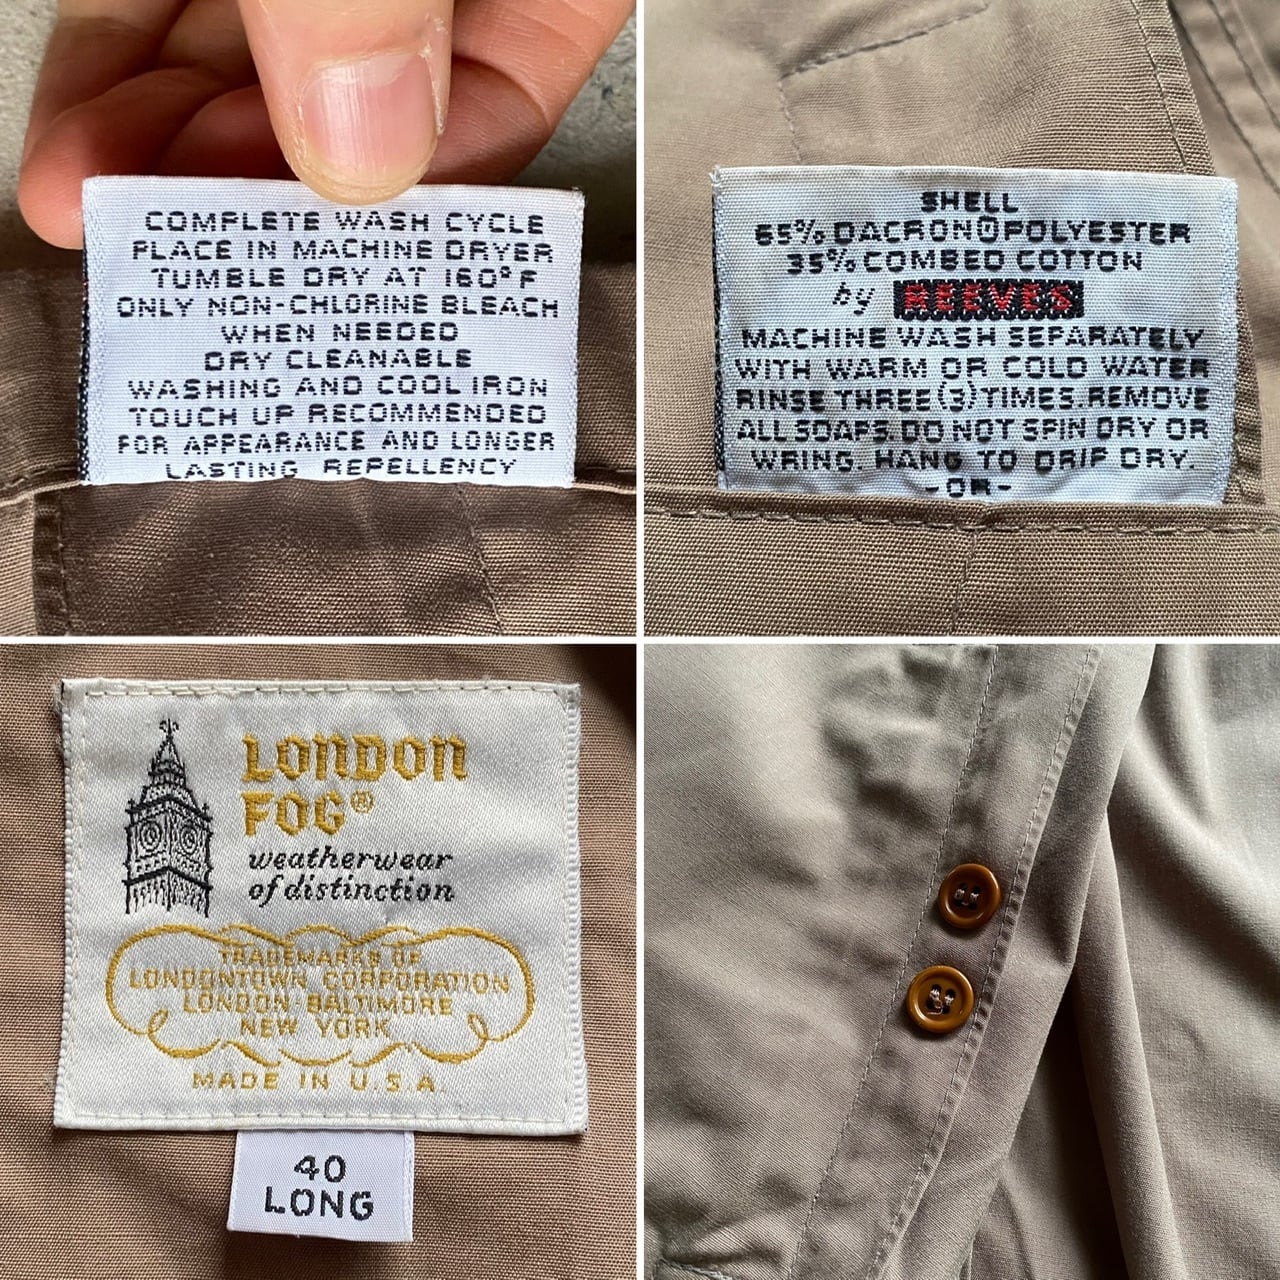 COMPLETE WASH CYCLE
PLACE IN MACHINE DRYER
TUMBLE DRY AT 160°F
ONLY NON-CHLORINE BLEACH
WHEN NEEDED
DRY CLEANABLE
WASHING AND COOL IRON
TOUCH UP RECOMMENDED
FOR APPEARANCE AND LONGER
LASTING REPELLENCY
SHELL
65% DACRON® POLYESTER
35% COMBED COTTON
by REEVES
MACHINE WASH SEPARATELY
WITH WARM OR COLD WATER
RINSE THREE (3) TIMES. REMOVE
ALL SOAPS. DO NOT SPIN DRY OR
WRING. HANG TO DRIP DRY.
-OR-
LONDON
FOG®
weatherwear
of distinction
TRADEMARKS OF
LONDONTOWN CORPORATION
LONDON-BALTIMORE
NEW YORK
MADE IN U.S.A.
40
LONG